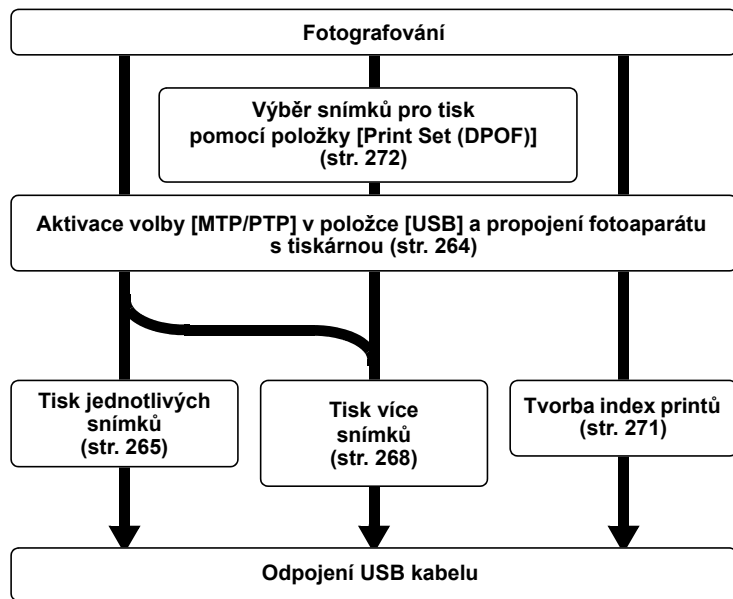 Fotografování
Výběr snímků pro tisk
pomocí položky [Print Set (DPOF)]
(str. 272)
Aktivace volby [MTP/PTP] v položce [USB] a propojení fotoaparátu
s tiskárnou (str. 264)
Tisk jednotlivých
snímků
(str. 265)
Tisk více
snímků
(str. 268)
Tvorba index printů
(str. 271)
Odpojení USB kabelu